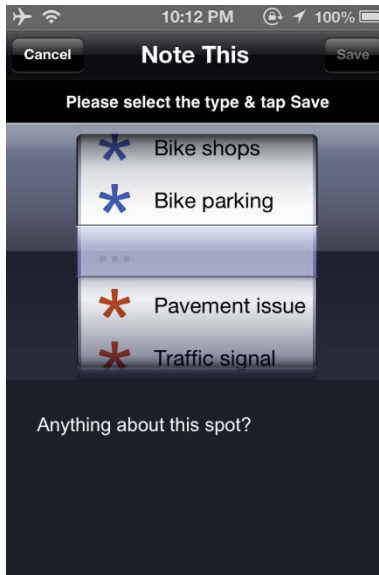 10:12 PM 100%
Cancel Note This Save
Please select the type & tap Save
* Bike shops
* Bike parking
...
* Pavement issue
* Traffic signal
Anything about this spot?